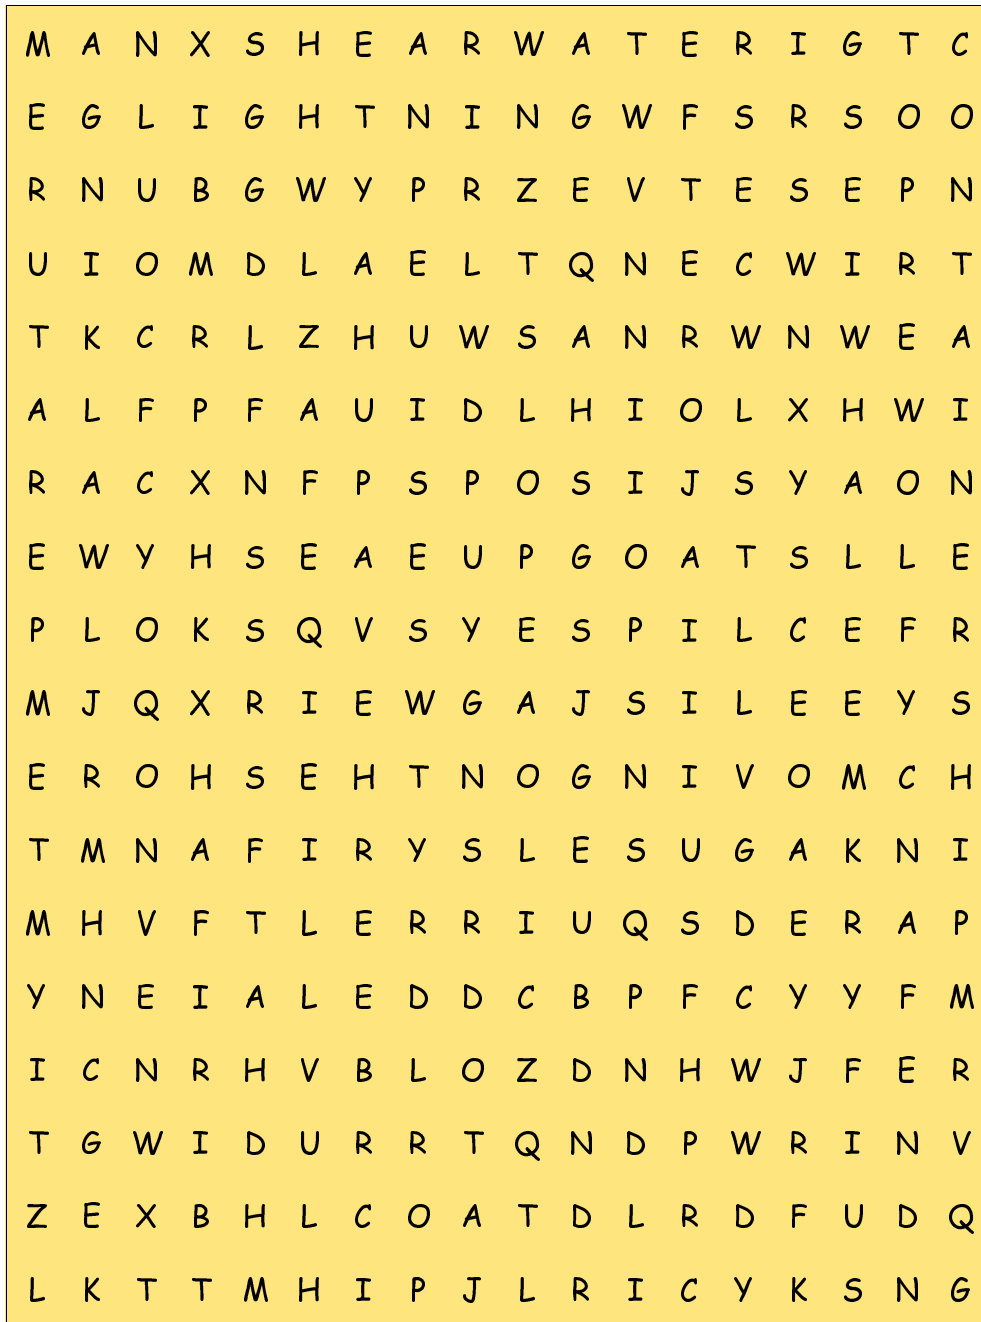 M A N X S H E A R W A T E R I G T C
E G L I G H T N I N G W F S R S O O
R N U B G W Y P R Z E V T E S E P N
U I O M D L A E L T Q N E C W I R T
T K C R L Z H U W S A N R W N W E A
A L F P F A U I D L H I O L X H W I
R A C X N F P S P O S I J S Y A O N
E W Y H S E A E U P G O A T S L L E
P L O K S Q V S Y E S P I L C E F R
M J Q X R I E W G A J S I L E E Y S
E R O H S E H T N O G N I V O M C H
T M N A F I R Y S L E S U G A K N I
M H V F T L E R R I U Q S D E R A P
Y N E I A L E D D C B P F C Y Y F M
I C N R H V B L O Z D N H W J F E R
T G W I D U R R T Q N D P W R I N V
Z E X B H L C O A T D L R D F U D Q
L K T T M H I P J L R I C Y K S N G